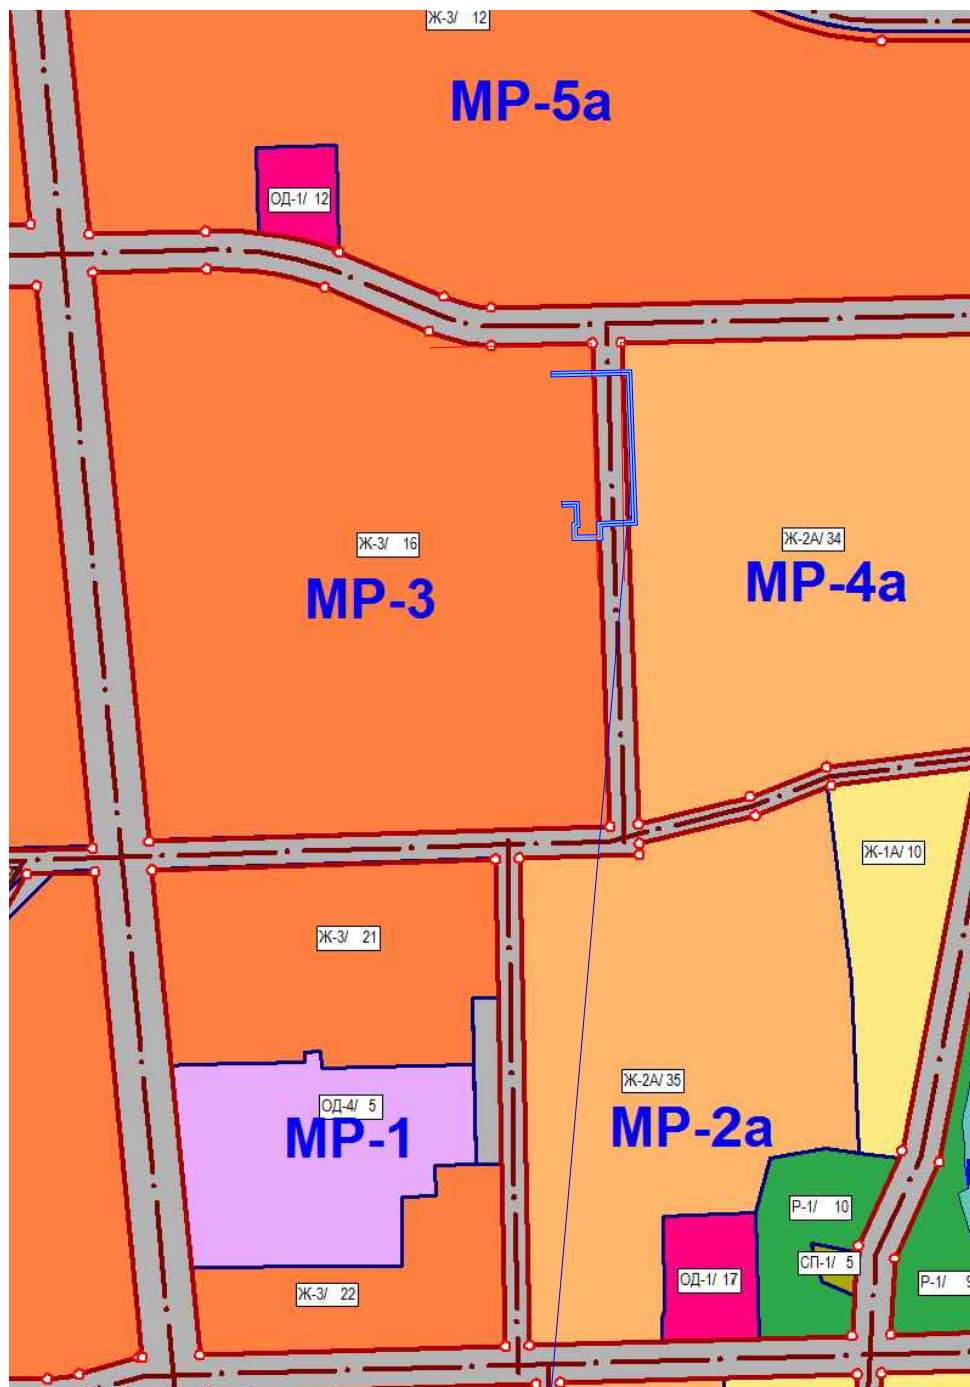 Ж-3/ 12
МР-5а
ОД-1/ 12
Ж-3/ 16
МР-3
Ж-2А/ 34
МР-4а
Ж-1А/ 10
Ж-3/ 21
Ж-2А/ 35
ОД-4/ 5
МР-1
МР-2а
Р-1/ 10
СП-1/ 5
ОД-1/ 17
Р-1/ 9
Ж-3/ 22